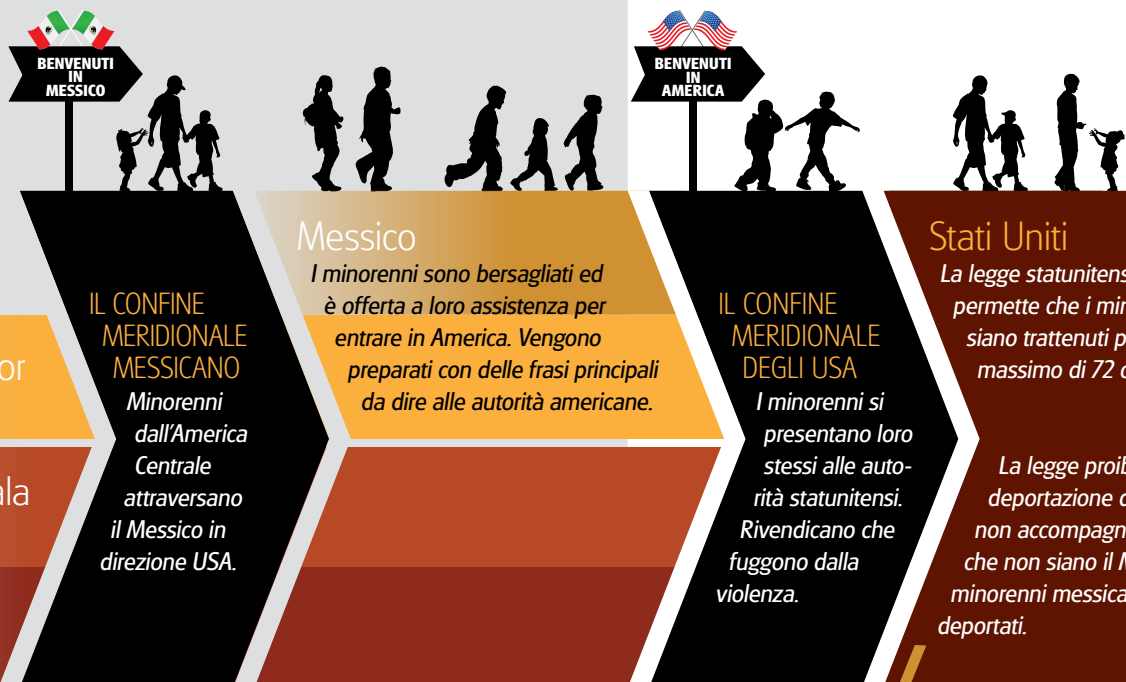 BENVENUTI
IN
MESSICO
BENVENUTI
IN
AMERICA
or
ala
IL CONFINE
MERIDIONALE
MESSICANO
Minorenni
dall'America
Centrale
attraversano
il Messico in
direzione USA.
Messico
I minorenni sono bersagliati ed
è offerta a loro assistenza per
entrare in America. Vengono
preparati con delle frasi principali
da dire alle autorità americane.
IL CONFINE
MERIDIONALE
DEGLI USA
I minorenni si
presentano loro
stessi alle auto-
rità statunitensi.
Rivendicano che
fuggono dalla
violenza.
Stati Uniti
La legge statunitens
permette che i min
siano trattenuti p
massimo di 72 o
La legge proib
deportazione d
non accompagn
che non siano il M
minorenni messica
deportati.